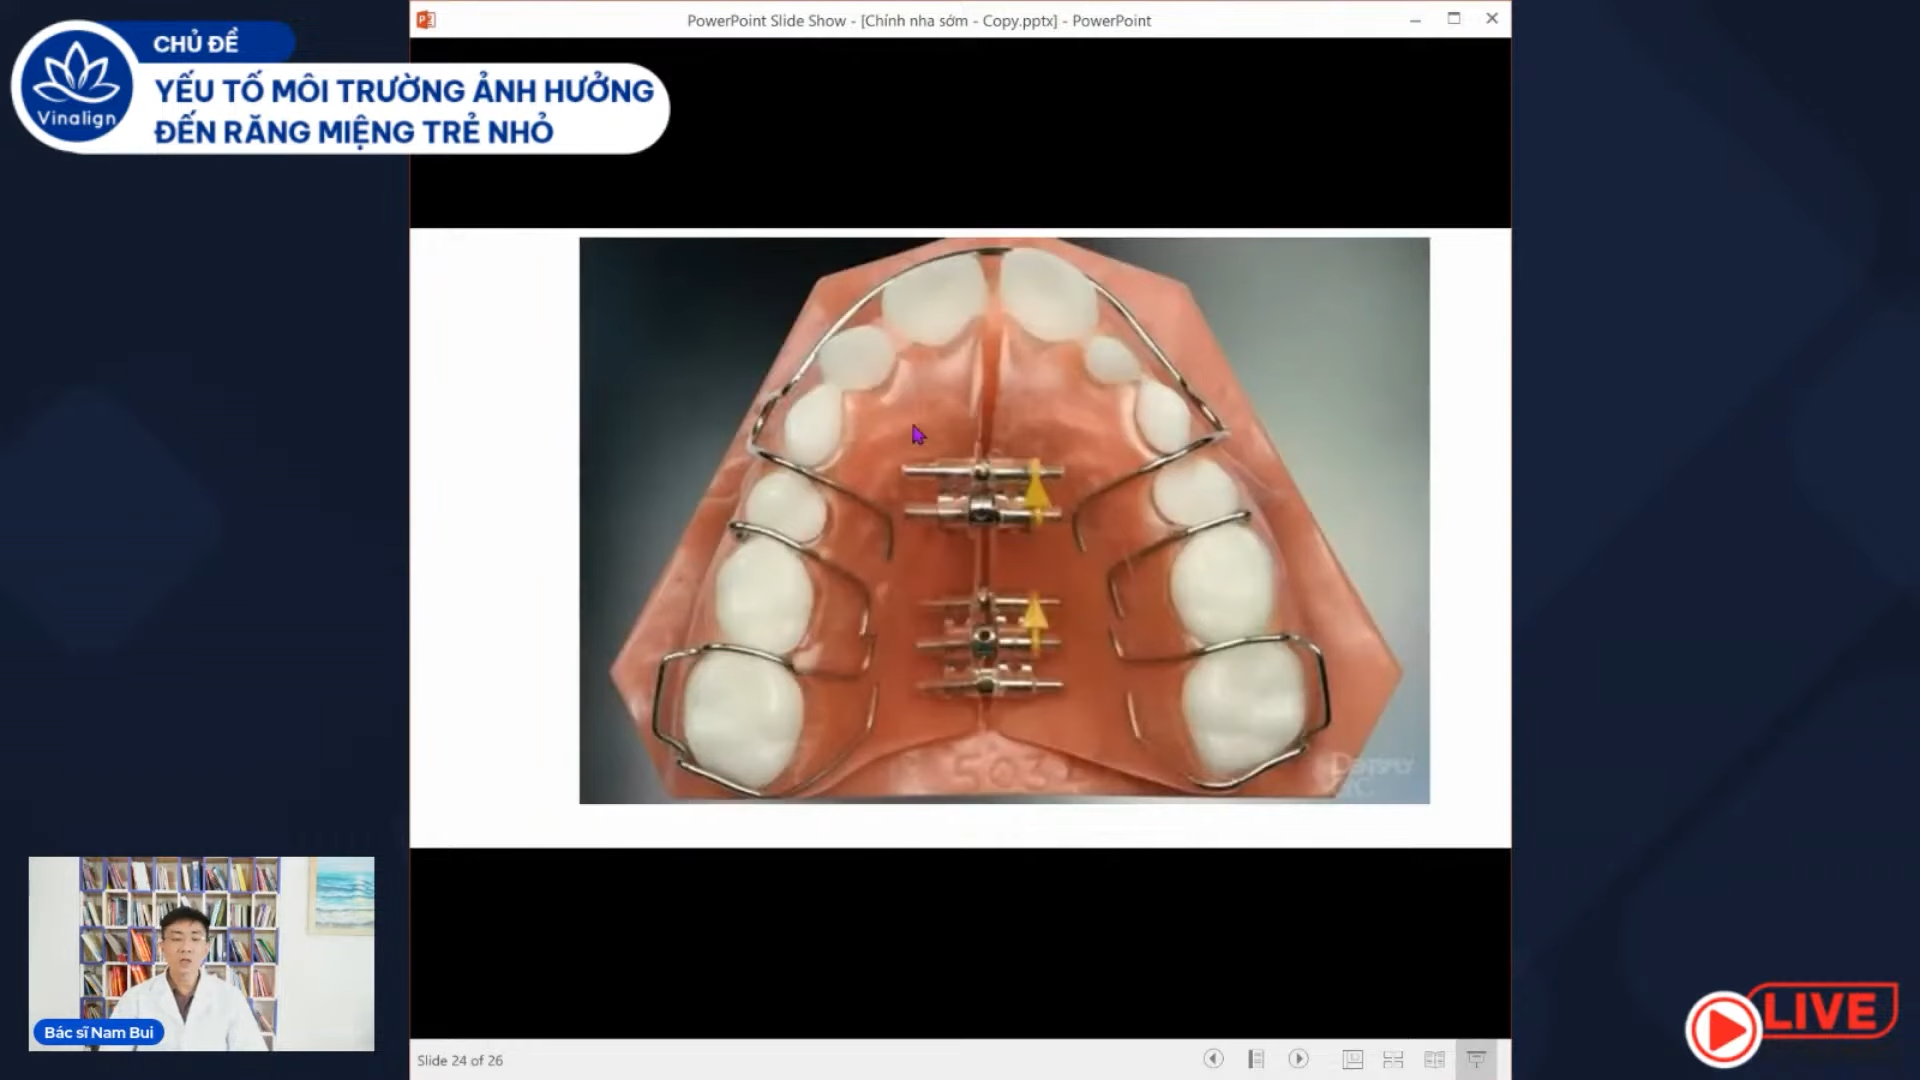 PowerPoint Slide Show - [Chỉnh nha sớm - Copy.pptx] - PowerPoint
CHỦ ĐỀ
YẾU TỐ MÔI TRƯỜNG ẢNH HƯỞNG
ĐẾN RĂNG MIỆNG TRẺ NHỎ
Vinalign
Bác sĩ Nam Bui
Slide 24 of 26
LIVE